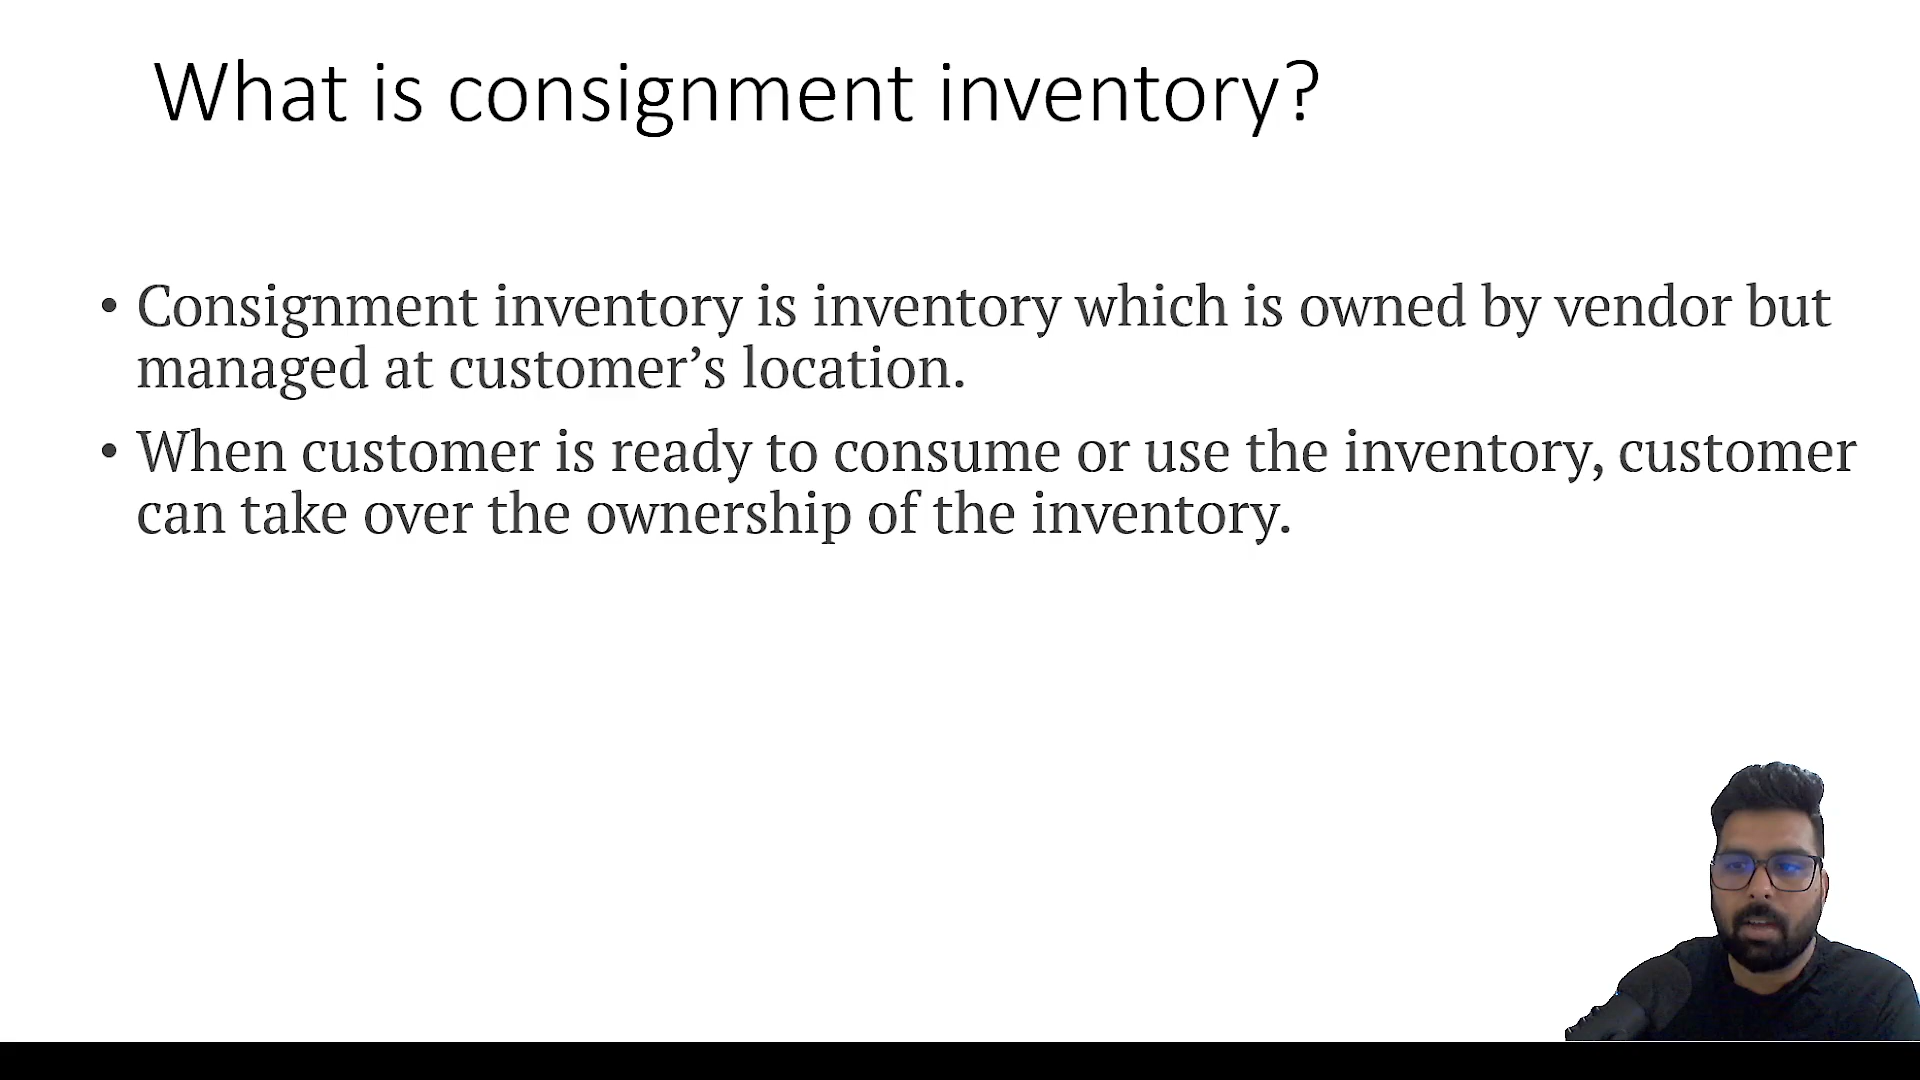 What is consignment inventory?
• Consignment inventory is inventory which is owned by vendor but
managed at customer’s location.
• When customer is ready to consume or use the inventory, customer
can take over the ownership of the inventory.